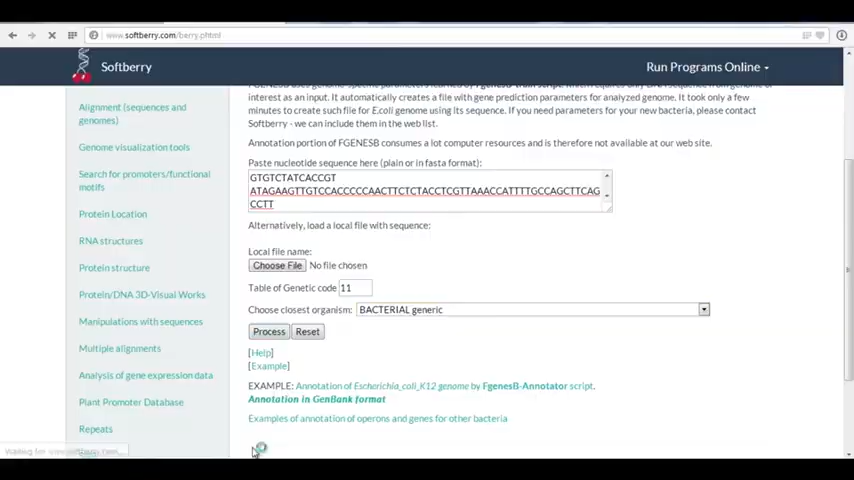 www.softberry.com/berry.phtml
Softberry
Run Programs Online
interest as an input. It automatically creates a file with gene prediction parameters for analyzed genome. It took only a few
minutes to create such file for E.coli genome using its sequence. If you need parameters for your new bacteria, please contact
Softberry - we can include them in the web list.
Annotation portion of FGENESB consumes a lot computer resources and is therefore not available at our web site.
Paste nucleotide sequence here (plain or in fasta format):
GTGTCTATCACCGT
ATAGAAGTTGTCCACCCCCAACTTCTCTACCTCGTTAAACCATTTTGCCAGCTTCAG
CCTT
Alternatively, load a local file with sequence:
Local file name:
Choose File No file chosen
Table of Genetic code 11
Choose closest organism: BACTERIAL generic
Process Reset
[Help]
[Example]
EXAMPLE: Annotation of Escherichia_coli_K12 genome by FgenesB-Annotator script.
Annotation in GenBank format
Examples of annotation of operons and genes for other bacteria
Alignment (sequences and
genomes)
Genome visualization tools
Search for promoters/functional
motifs
Protein Location
RNA structures
Protein structure
Protein/DNA 3D-Visual Works
Manipulations with sequences
Multiple alignments
Analysis of gene expression data
Plant Promoter Database
Repeats
Waiting for www.softberry.com...